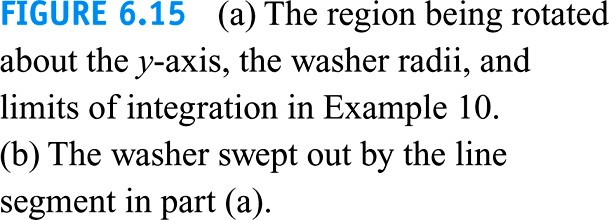 FIGURE 6.15 (a) The region being rotated
about the y-axis, the washer radii, and
limits of integration in Example 10.
(b) The washer swept out by the line
segment in part (a).